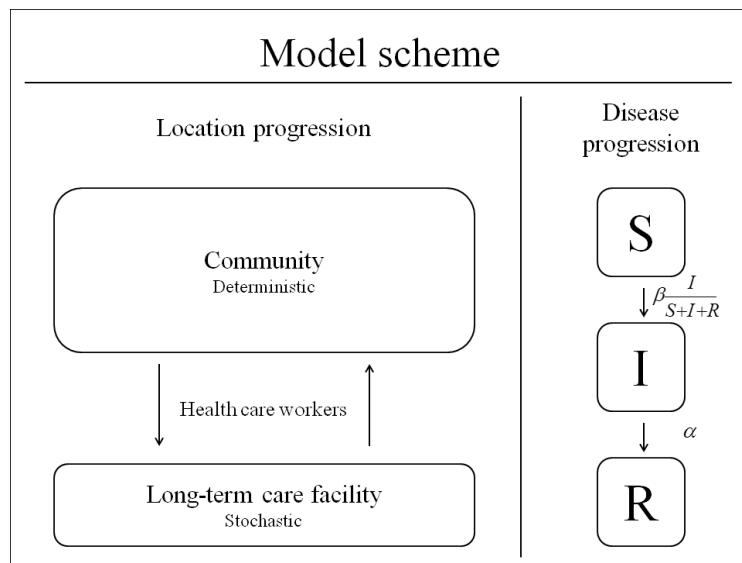 Model scheme
Location progression
Community
Deterministic
Health care workers
Long-term care facility
Stochastic
Disease
progression
S
β I/S+I+R
I
α
R